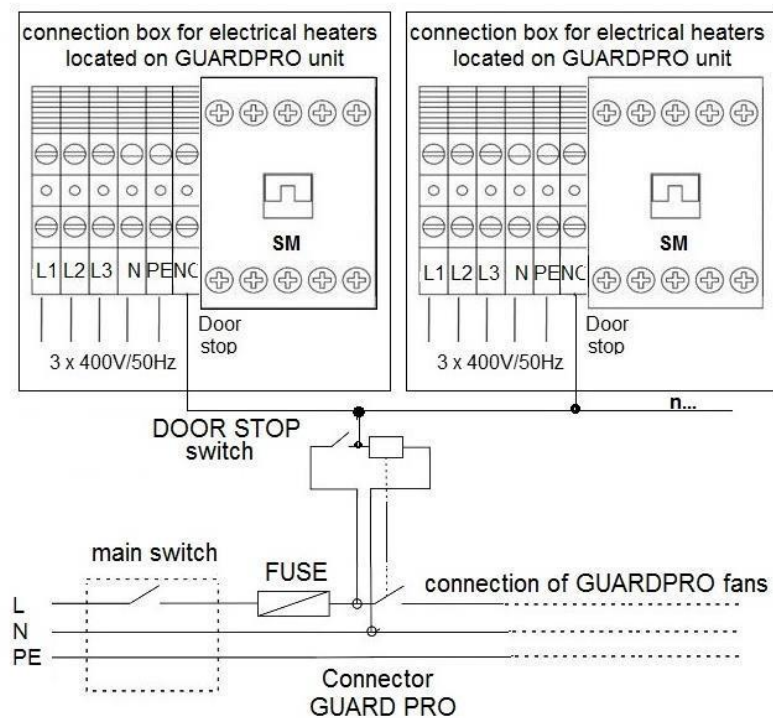 connection box for electrical heaters
located on GUARDPRO unit
SM
L1 L2 L3 N PE NC
3 x 400V/50Hz
Door
stop
connection box for electrical heaters
located on GUARDPRO unit
SM
L1 L2 L3 N PE NC
3 x 400V/50Hz
Door
stop
n...
DOOR STOP
switch
main switch
FUSE
connection of GUARDPRO fans
L
N
PE
Connector
GUARD PRO